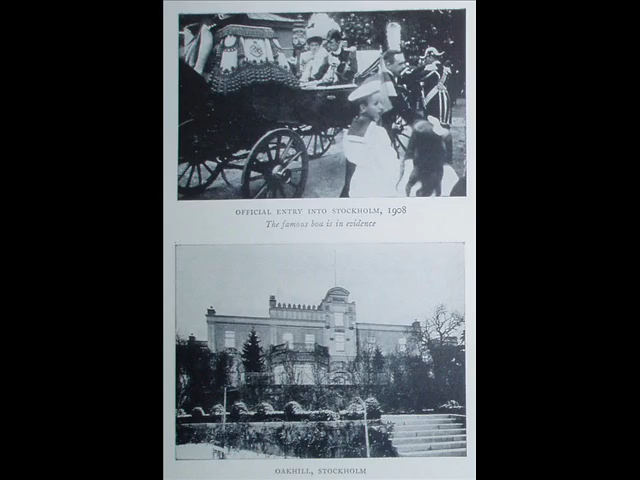 OFFICIAL ENTRY INTO STOCKHOLM, 1908
The famous boa is in evidence
OAKHILL, STOCKHOLM